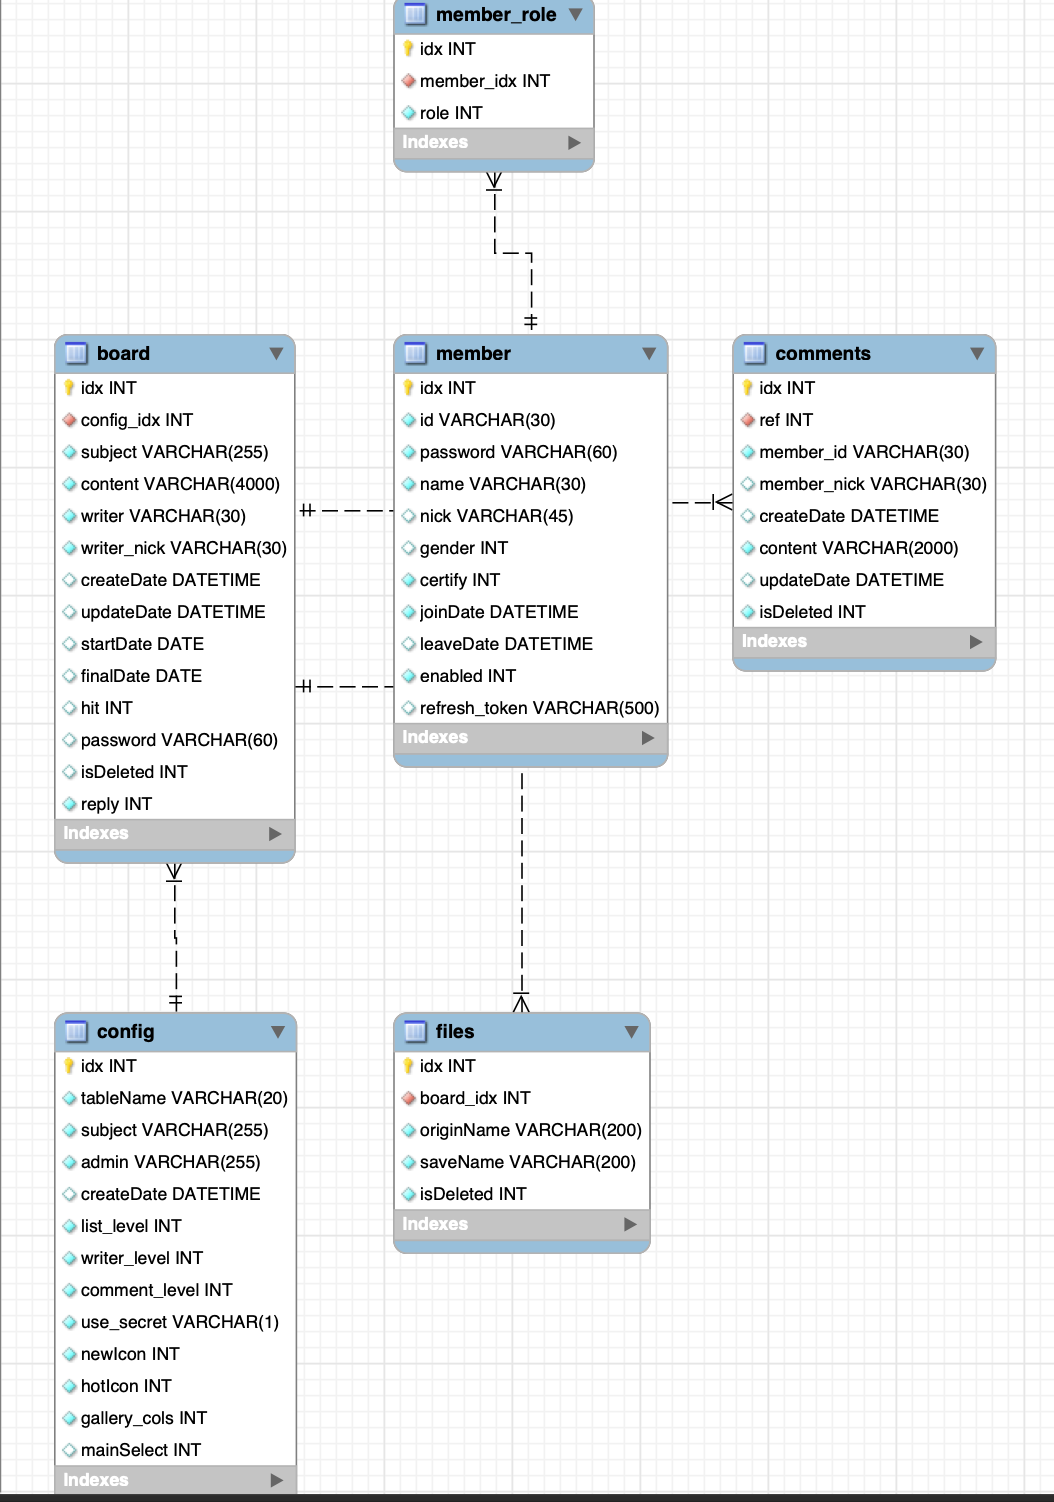 member_role
idx INT
member_idx INT
role INT
Indexes
board
idx INT
config_idx INT
subject VARCHAR(255)
content VARCHAR(4000)
writer VARCHAR(30)
writer_nick VARCHAR(30)
createDate DATETIME
updateDate DATETIME
startDate DATE
finalDate DATE
hit INT
password VARCHAR(60)
isDeleted INT
reply INT
Indexes
member
idx INT
id VARCHAR(30)
password VARCHAR(60)
name VARCHAR(30)
nick VARCHAR(45)
gender INT
certify INT
joinDate DATETIME
leaveDate DATETIME
enabled INT
refresh_token VARCHAR(500)
Indexes
comments
idx INT
ref INT
member_id VARCHAR(30)
member_nick VARCHAR(30)
createDate DATETIME
content VARCHAR(2000)
updateDate DATETIME
isDeleted INT
Indexes
config
idx INT
tableName VARCHAR(20)
subject VARCHAR(255)
admin VARCHAR(255)
createDate DATETIME
list_level INT
writer_level INT
comment_level INT
use_secret VARCHAR(1)
newIcon INT
hotIcon INT
gallery_cols INT
mainSelect INT
Indexes
files
idx INT
board_idx INT
originName VARCHAR(200)
saveName VARCHAR(200)
isDeleted INT
Indexes